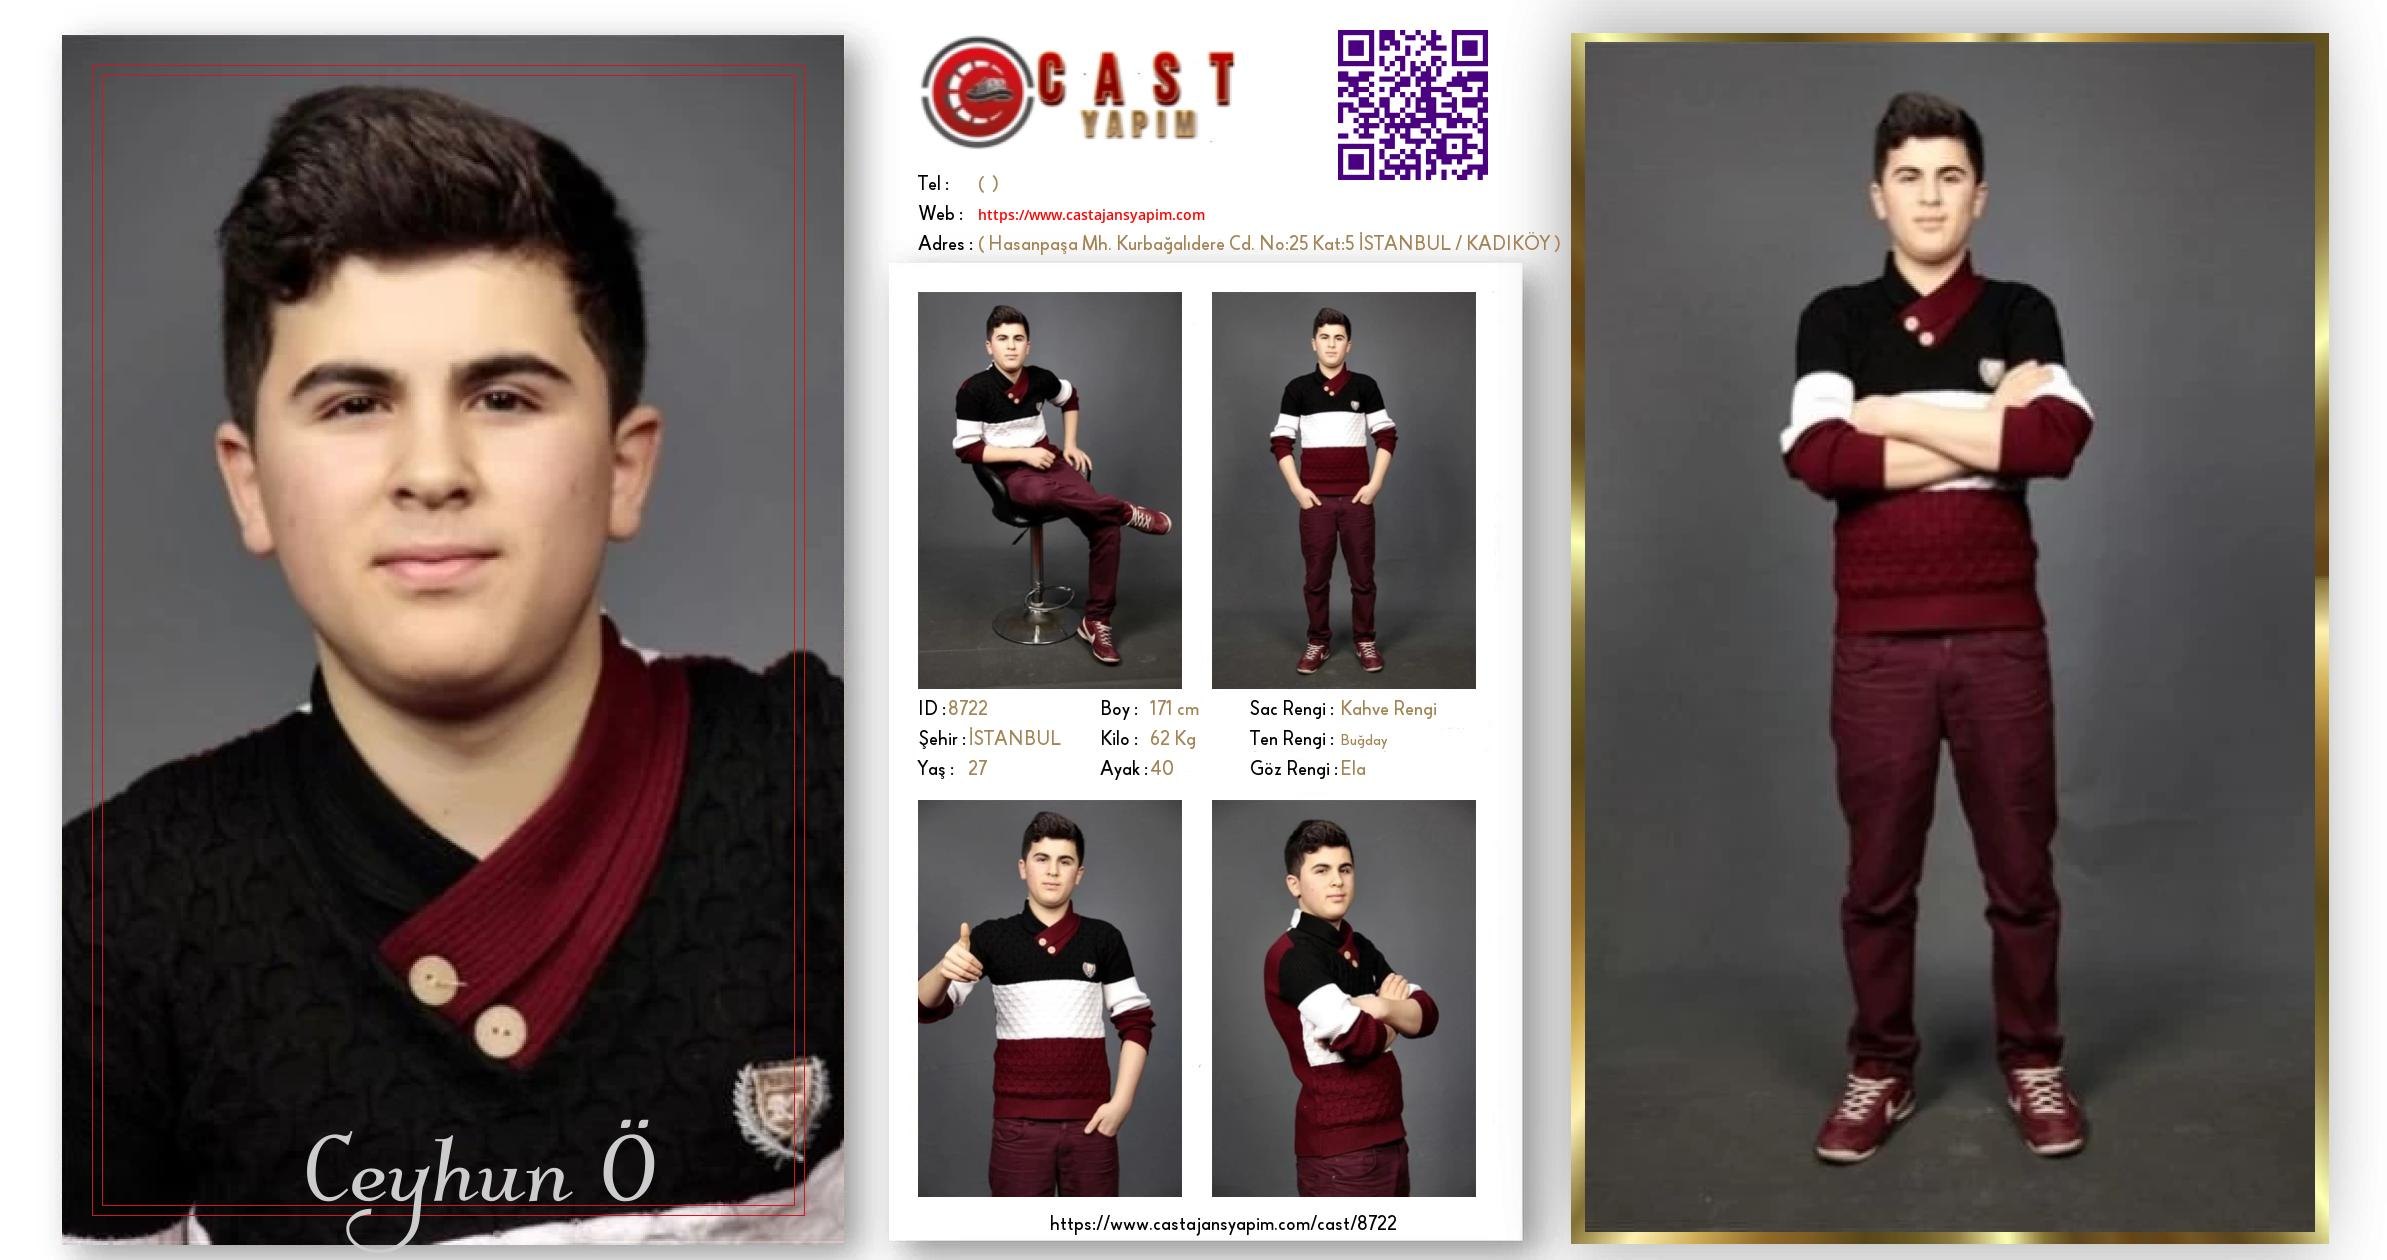 Ceyhun Ö
CAST
YAPIM
Tel : ( )
Web : https://www.castajansyapim.com
Adres : ( Hasanpaşa Mh. Kurbağalıdere Cd. No:25 Kat:5 İSTANBUL / KADIKÖY )
ID : 8722 Boy : 171 cm Sac Rengi : Kahve Rengi
Şehir : İSTANBUL Kilo : 62 Kg Ten Rengi : Buğday
Yaş : 27 Ayak : 40 Göz Rengi : Ela
https://www.castajansyapim.com/cast/8722